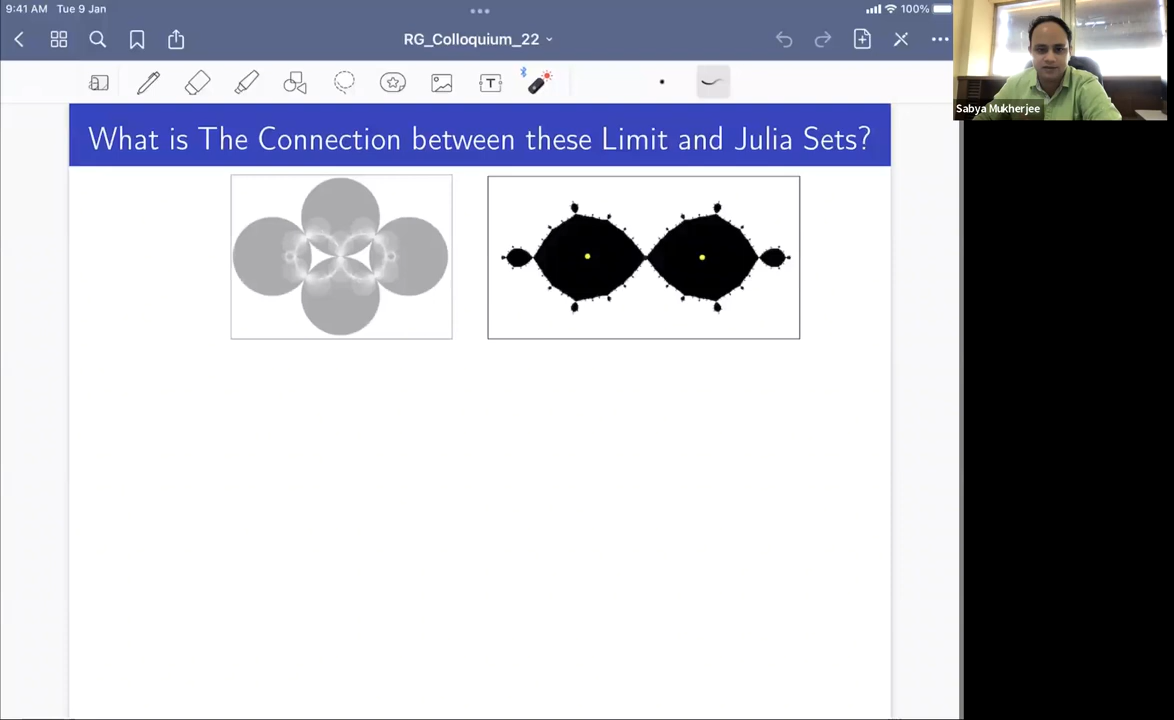 9:41 AM Tue 9 Jan
100%
RG_Colloquium_22
T
Sabya Mukherjee
What is The Connection between these Limit and Julia Sets?